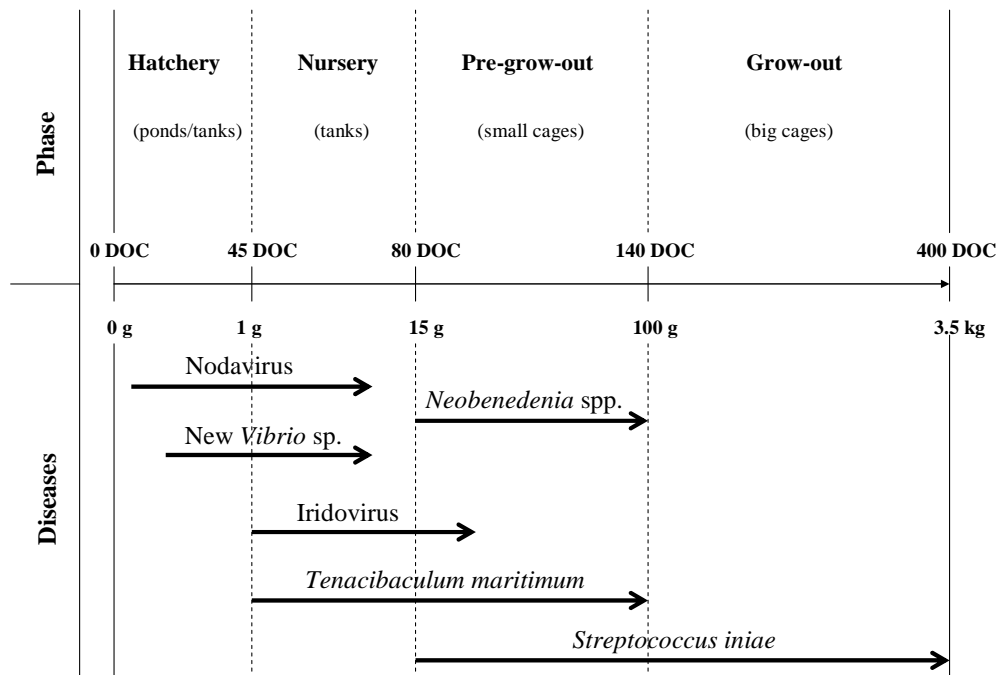 Phase
Hatchery
Nursery
Pre-grow-out
Grow-out
(ponds/tanks)
(tanks)
(small cages)
(big cages)
0 DOC
45 DOC
80 DOC
140 DOC
400 DOC
0 g
1 g
15 g
100 g
3.5 kg
Diseases
Nodavirus
Neobenedenia spp.
New Vibrio sp.
Iridovirus
Tenacibaculum maritimum
Streptococcus iniae